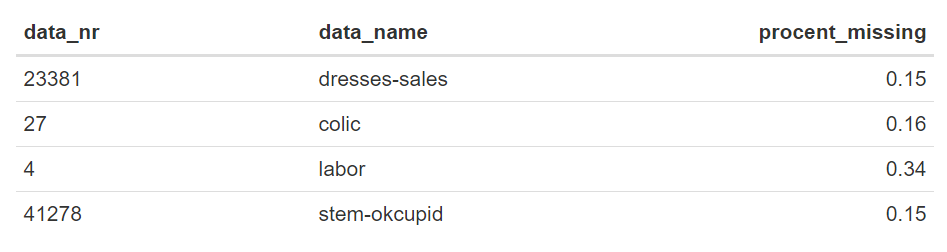 data_nr data_name procent_missing
23381 dresses-sales 0.15
27 colic 0.16
4 labor 0.34
41278 stem-okcupid 0.15